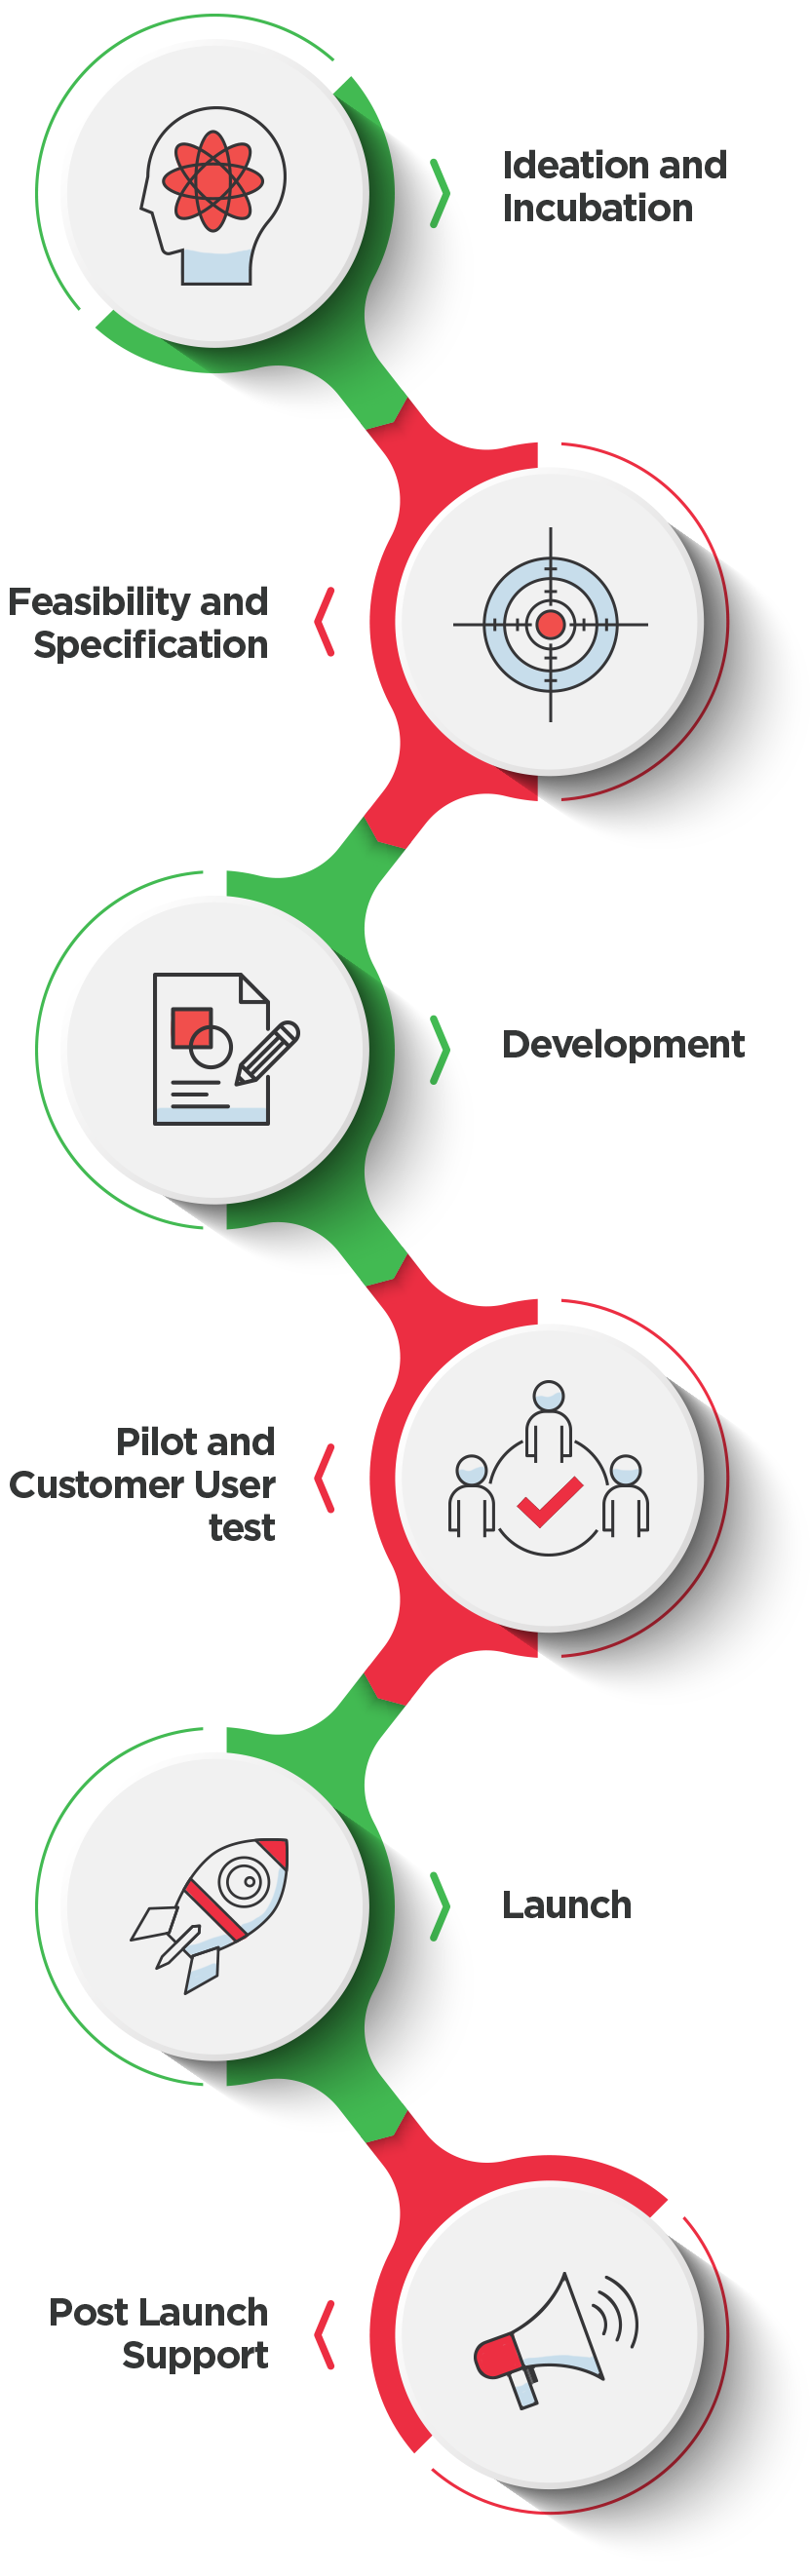 Ideation and
Incubation
Feasibility and
Specification
Development
Pilot and
Customer User
test
Launch
Post Launch
Support